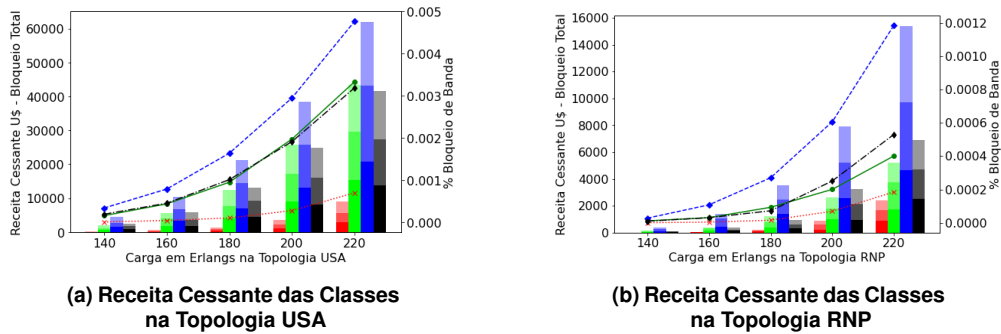 Receita Cessante U$ - Bloqueio Total
60000
50000
40000
30000
20000
10000
0
140 160 180 200 220
Carga em Erlangs na Topologia USA
0.005
0.004
0.003
0.002
0.001
0.000
% Bloqueio de Banda
(a) Receita Cessante das Classes
na Topologia USA
Receita Cessante U$ - Bloqueio Total
16000
14000
12000
10000
8000
6000
4000
2000
0
140 160 180 200 220
Carga em Erlangs na Topologia RNP
0.0012
0.0010
0.0008
0.0006
0.0004
0.0002
0.0000
% Bloqueio de Banda
(b) Receita Cessante das Classes
na Topologia RNP